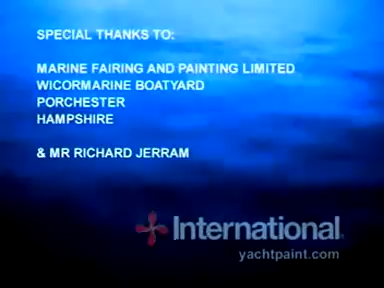 SPECIAL THANKS TO:
MARINE FAIRING AND PAINTING LIMITED
WICORMARINE BOATYARD
PORCHESTER
HAMPSHIRE
& MR RICHARD JERRAM
International
yachtpaint.com